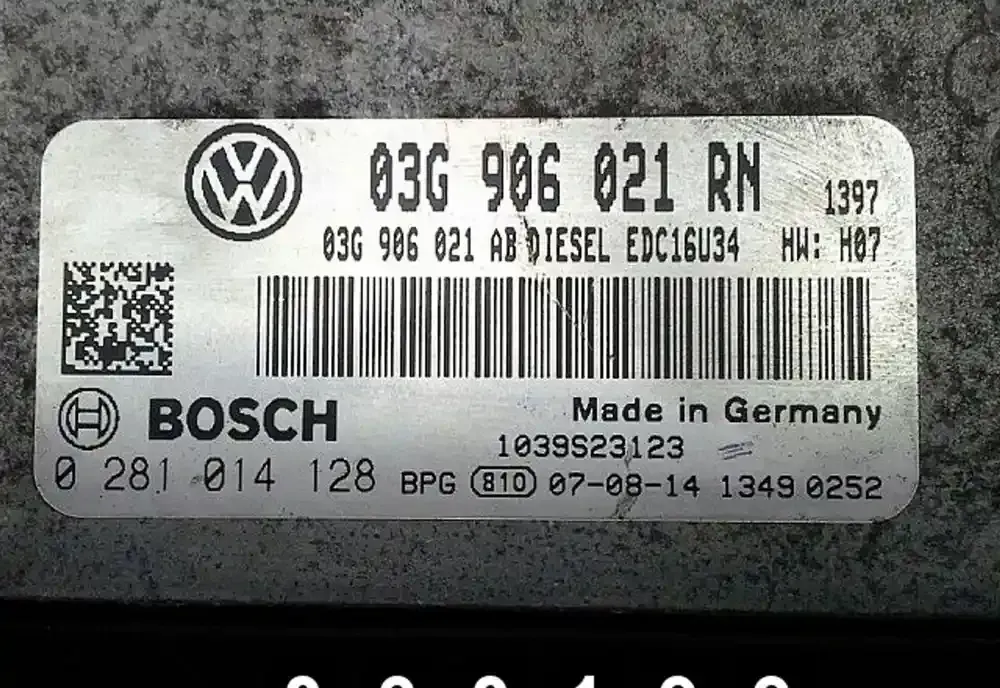 03G 906 021 RN 1397
03G 906 021 AB DIESEL EDC16U34 HW: H07
BOSCH
Made in Germany
1039S23123
0 281 014 128 BPG 810 07-08-14 1349 0252